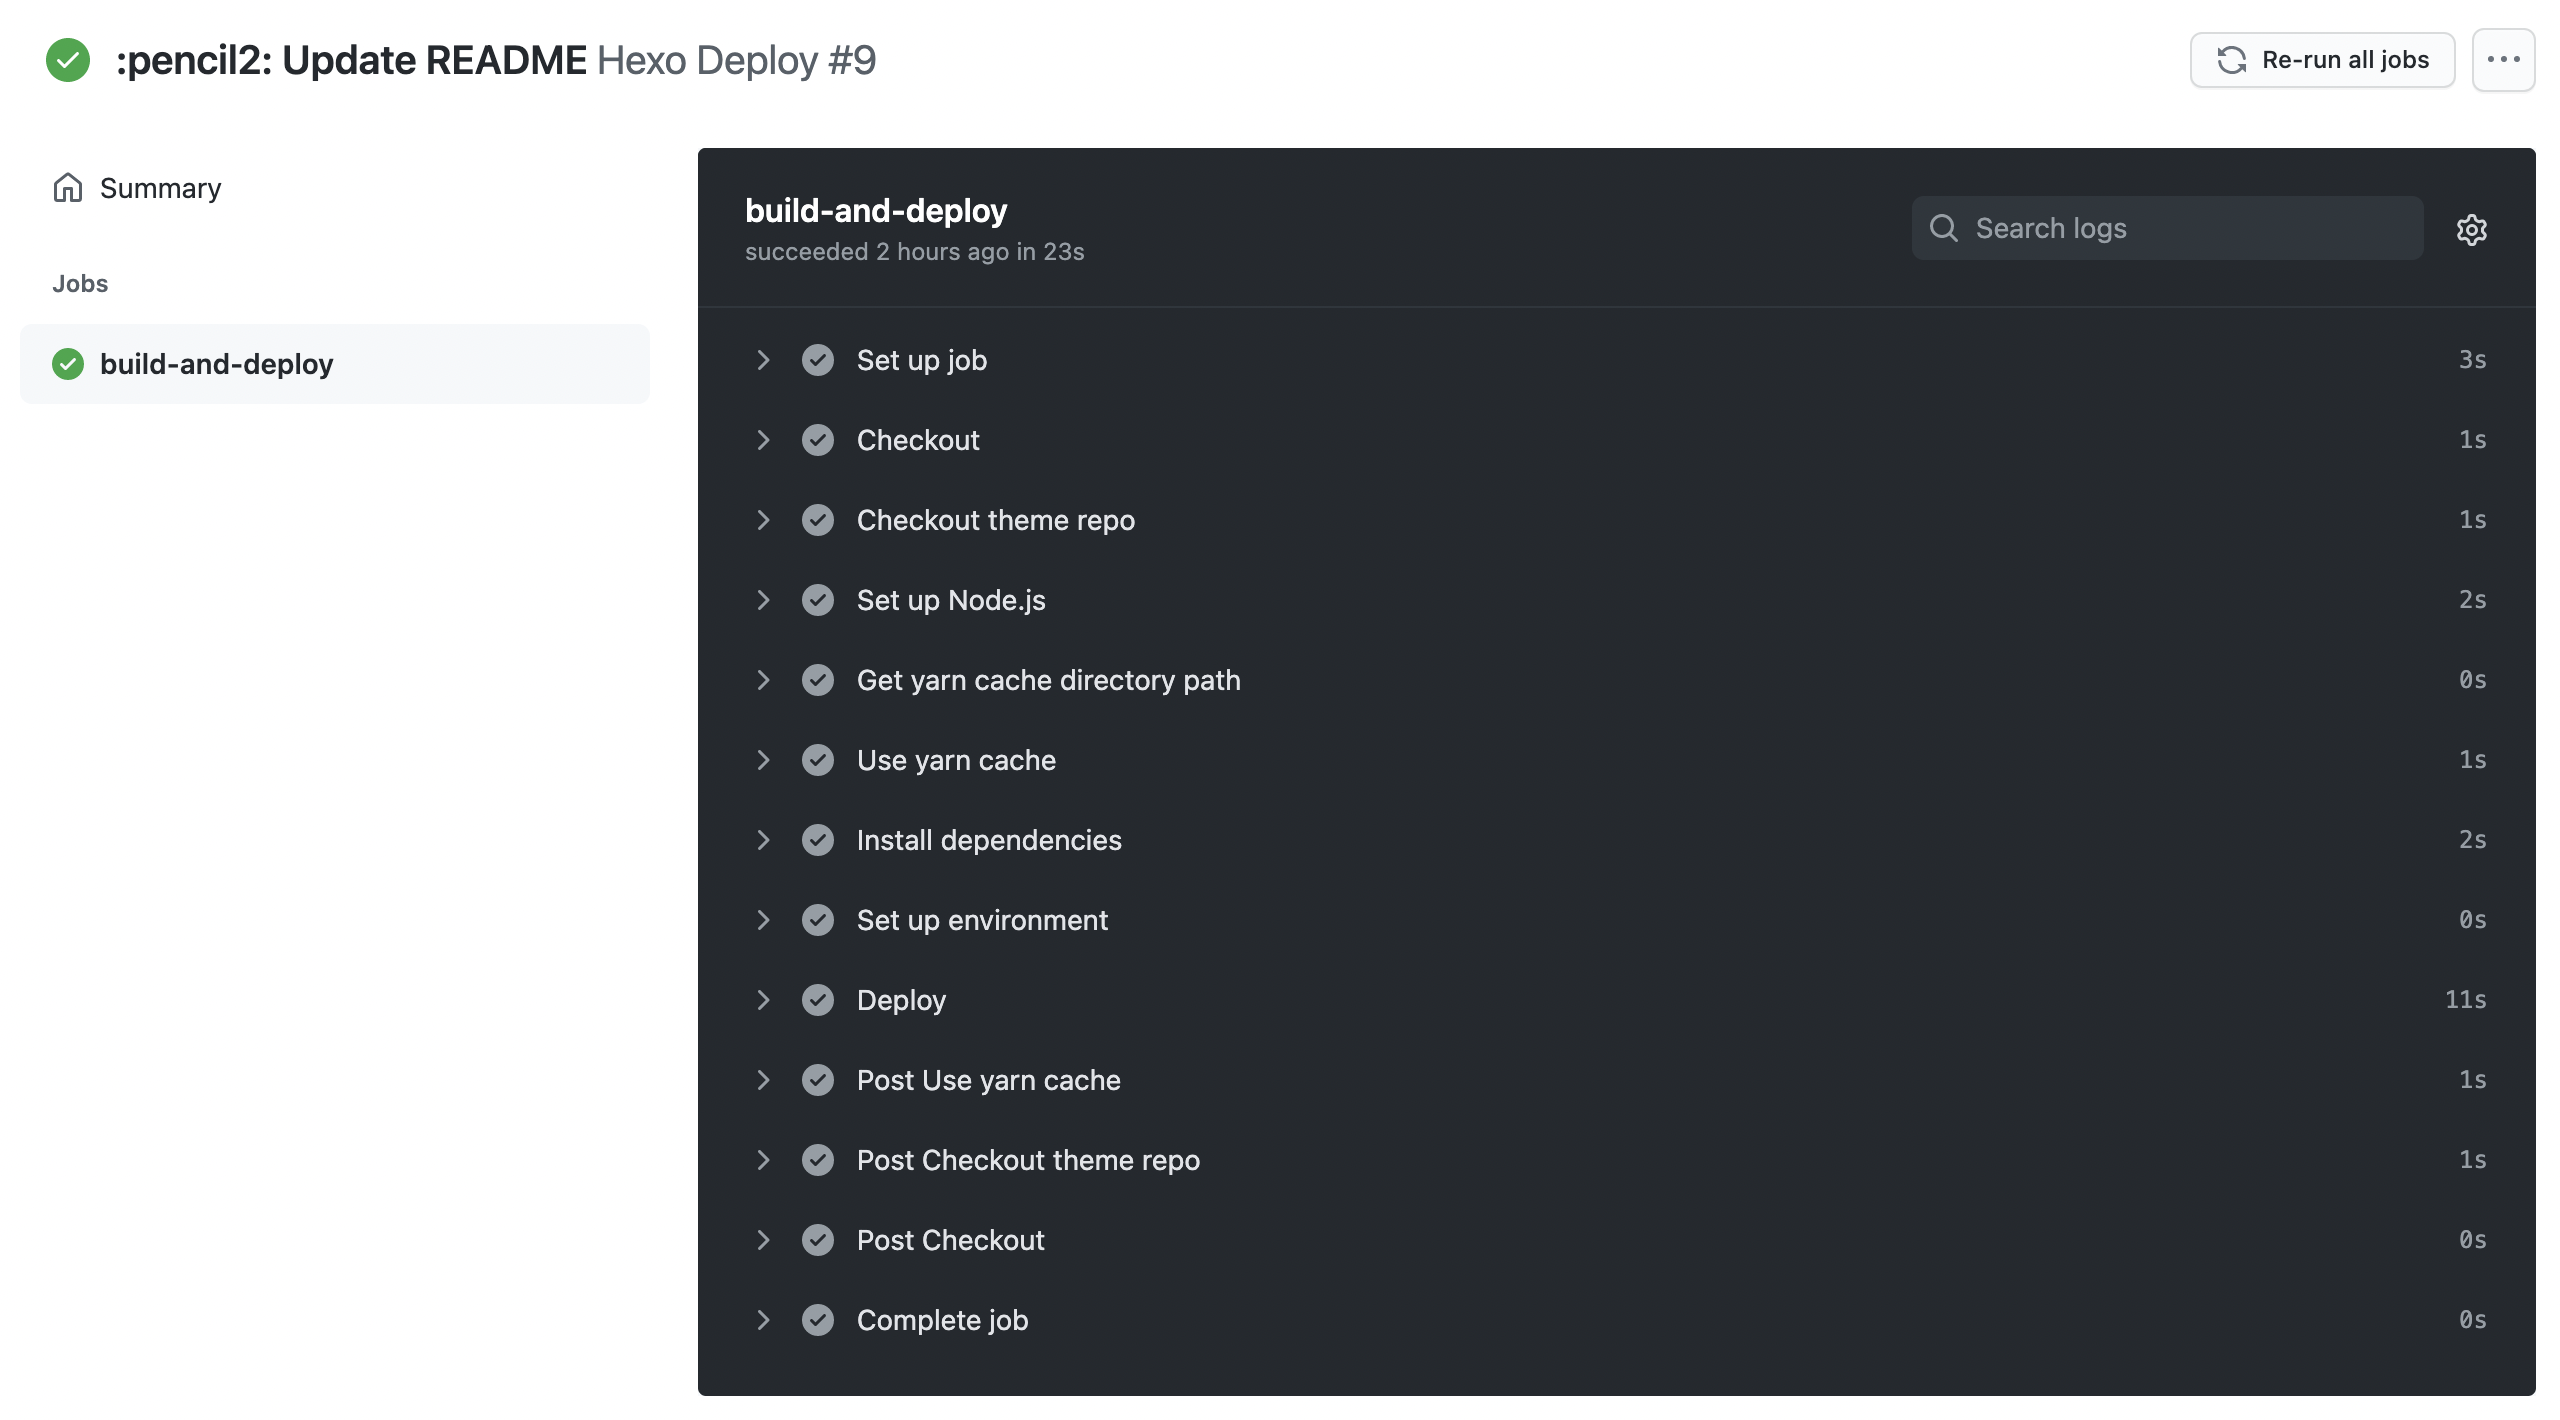 :pencil2: Update README Hexo Deploy #9
Re-run all jobs
Summary
Jobs
build-and-deploy
build-and-deploy
succeeded 2 hours ago in 23s
Search logs
Set up job 3s
Checkout 1s
Checkout theme repo 1s
Set up Node.js 2s
Get yarn cache directory path 0s
Use yarn cache 1s
Install dependencies 2s
Set up environment 0s
Deploy 11s
Post Use yarn cache 1s
Post Checkout theme repo 1s
Post Checkout 0s
Complete job 0s